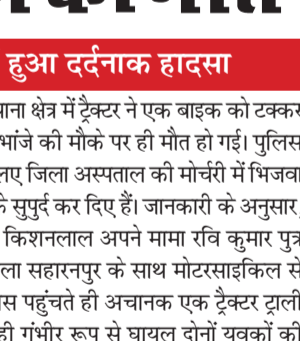 हुआ दर्दनाक हादसा
क्षेत्र में ट्रैक्टर ने एक बाइक को टक्कर
भांजे की मौके पर ही मौत हो गई। पुलिस
जिला अस्पताल की मोर्चरी में भिजवा
सुपुर्द कर दिए हैं। जानकारी के अनुसार
किशनलाल अपने मामा रवि कुमार पुत्र
सहारनपुर के साथ मोटरसाइकिल से
पहुंचते ही अचानक एक ट्रैक्टर ट्राली
गंभीर रूप से घायल दोनों युवकों को